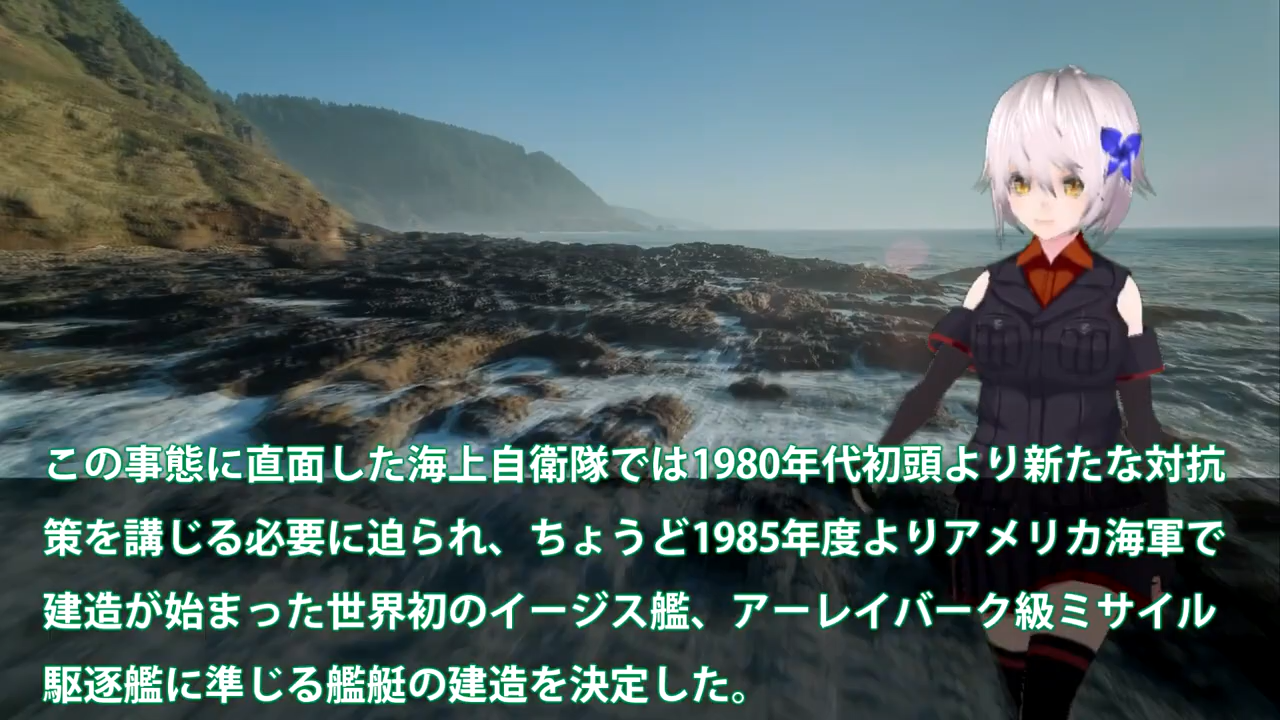 この事態に直面した海上自衛隊では1980年代初頭より新たな対抗
策を講じる必要に迫られ、ちょうど1985年度よりアメリカ海軍で
建造が始まった世界初のイージス艦、アーレイバーク級ミサイル
駆逐艦に準じる艦艇の建造を決定した。